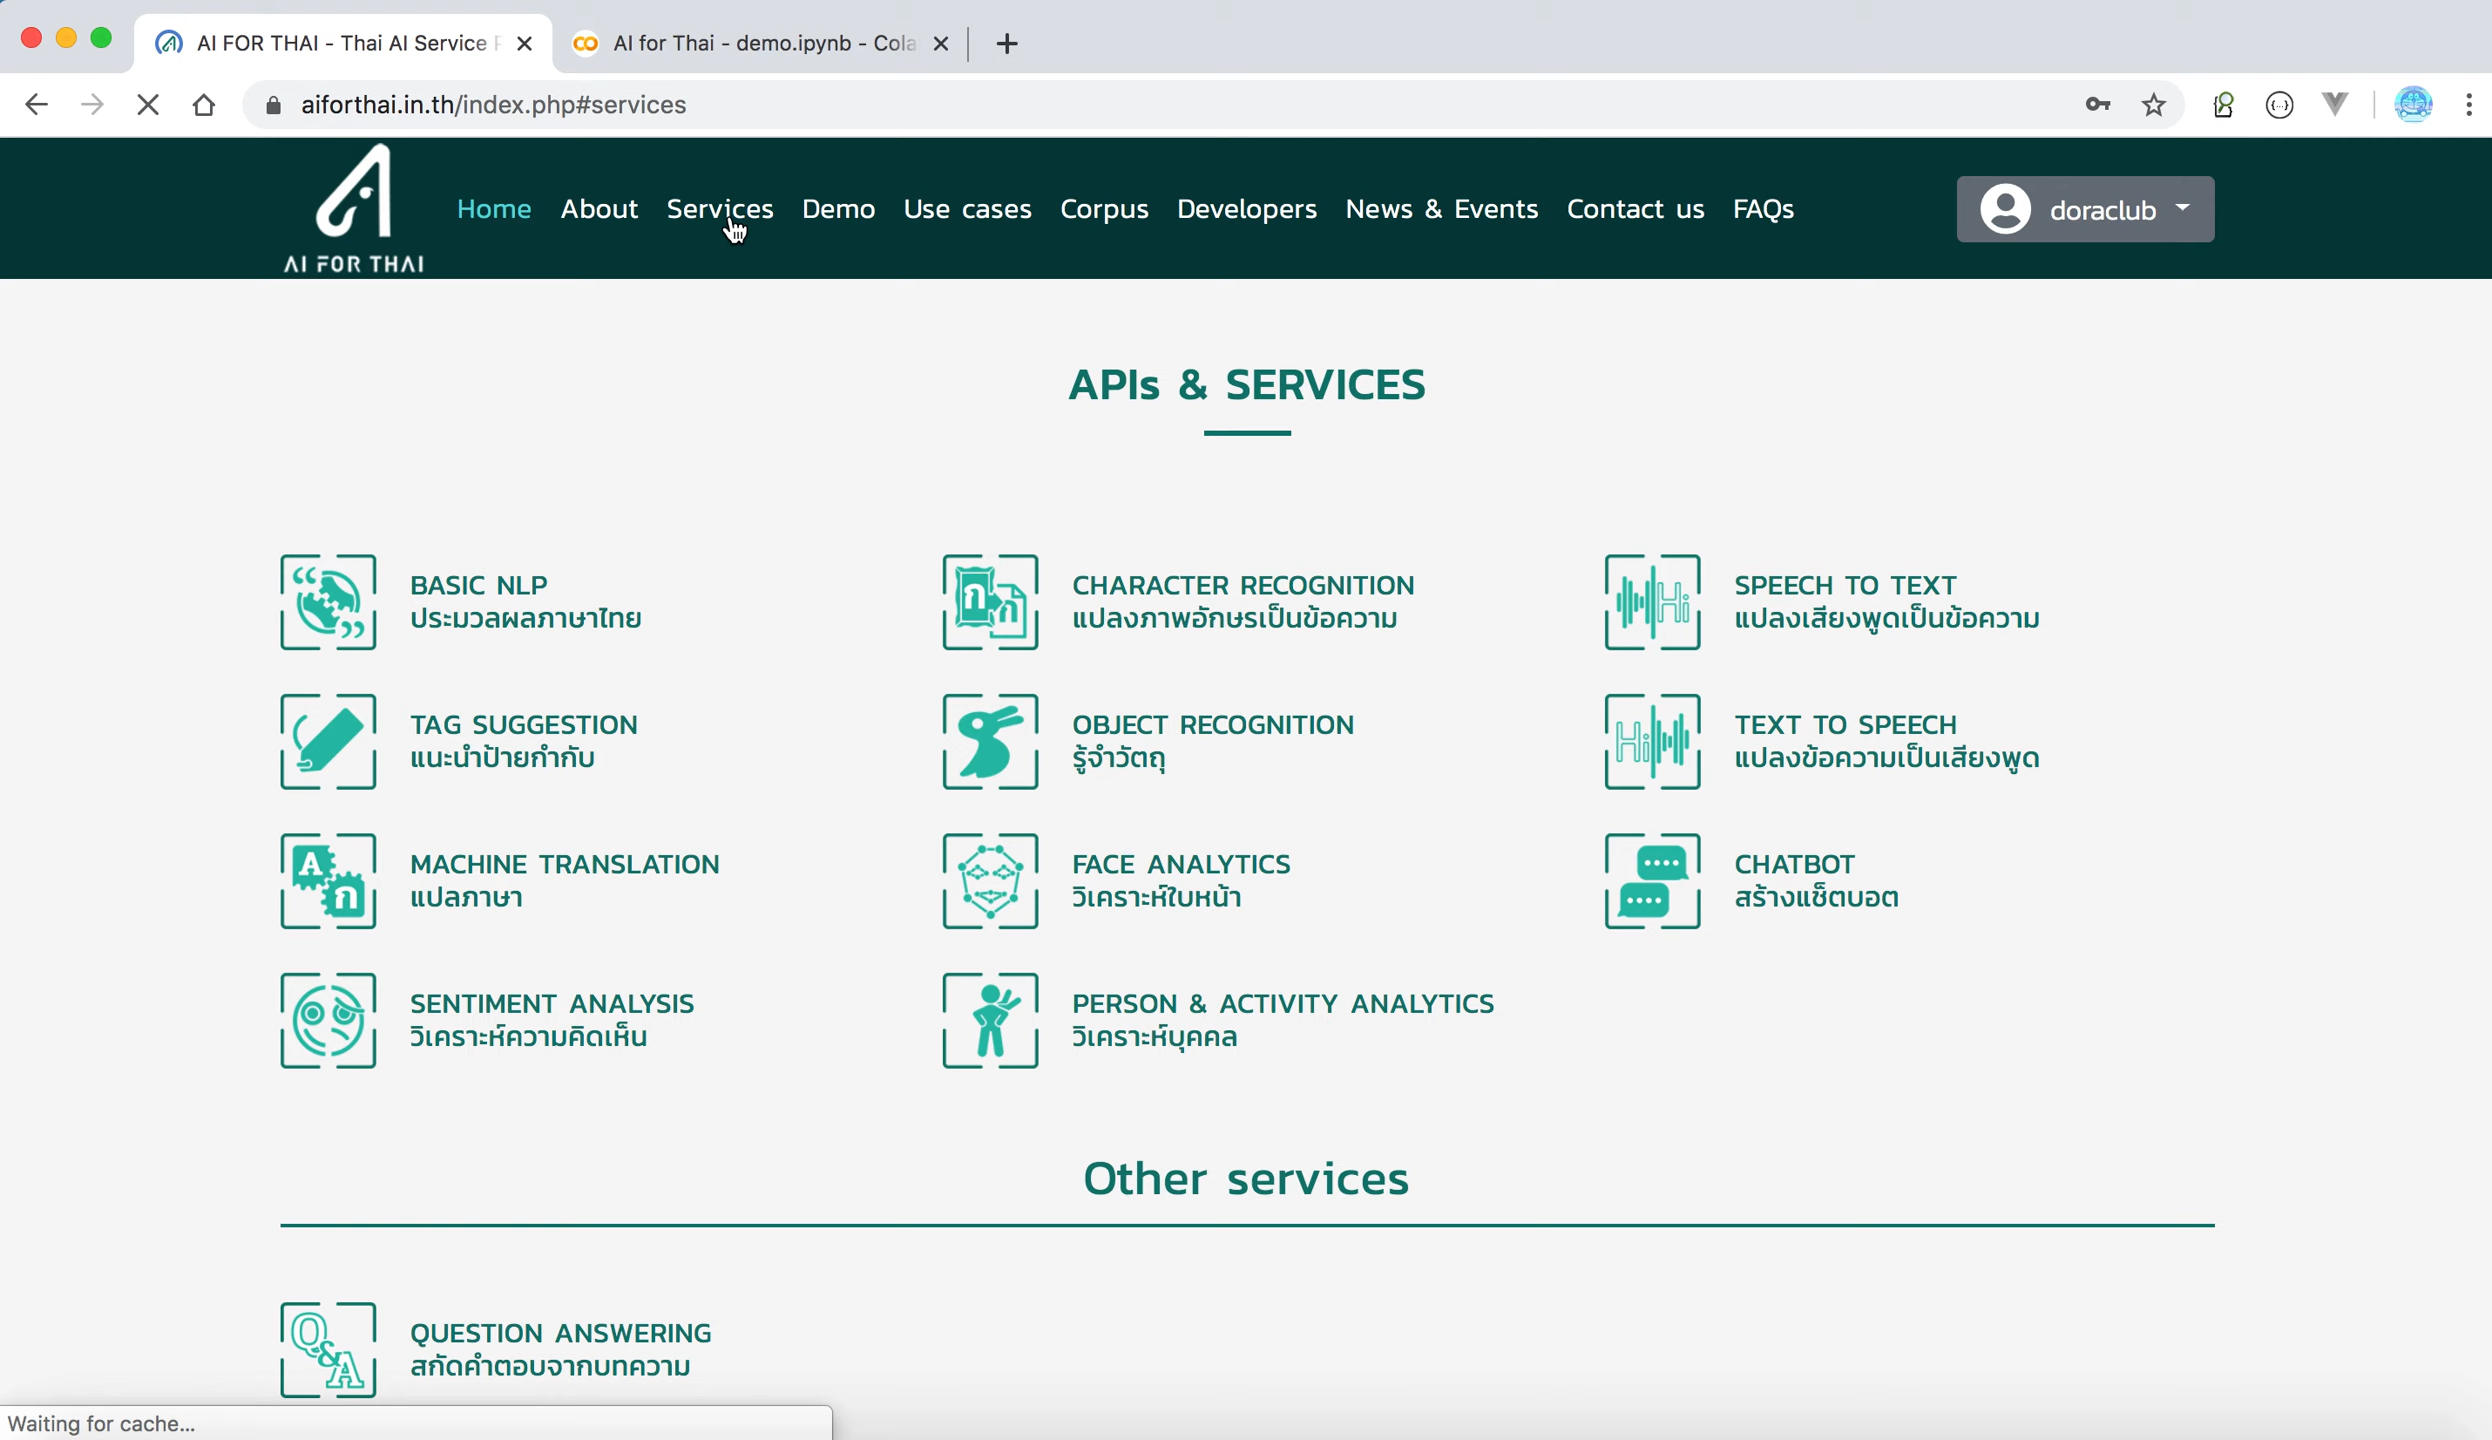 AI FOR THAI - Thai AI Service
AI for Thai - demo.ipynb - Cola
aiforthai.in.th/index.php#services
AI FOR THAI
Home About Services Demo Use cases Corpus Developers News & Events Contact us FAQs
doraclub
APIs & SERVICES
BASIC NLP
ประมวลผลภาษาไทย
CHARACTER RECOGNITION
แปลงภาพอักษรเป็นข้อความ
SPEECH TO TEXT
แปลงเสียงพูดเป็นข้อความ
TAG SUGGESTION
แนะนำป้ายกำกับ
OBJECT RECOGNITION
รู้จำวัตถุ
TEXT TO SPEECH
แปลงข้อความเป็นเสียงพูด
MACHINE TRANSLATION
แปลภาษา
FACE ANALYTICS
วิเคราะห์ใบหน้า
CHATBOT
สร้างแช็ตบอต
SENTIMENT ANALYSIS
วิเคราะห์ความคิดเห็น
PERSON & ACTIVITY ANALYTICS
วิเคราะห์บุคคล
Other services
QUESTION ANSWERING
สกัดคำตอบจากบทความ
Waiting for cache...